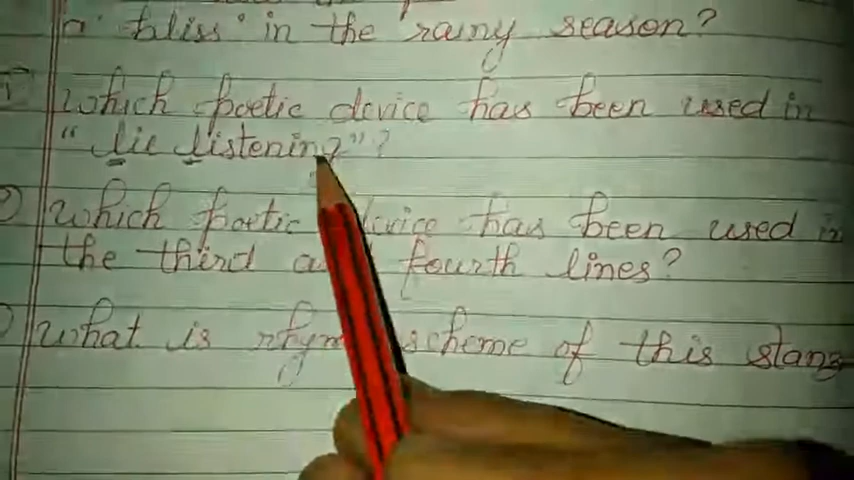 a "bliss" in the rainy season?
which poetic device has been used in
"lie listening"?
which poetic device has been used in
the third and fourth lines?
what is rhyme scheme of this stanza